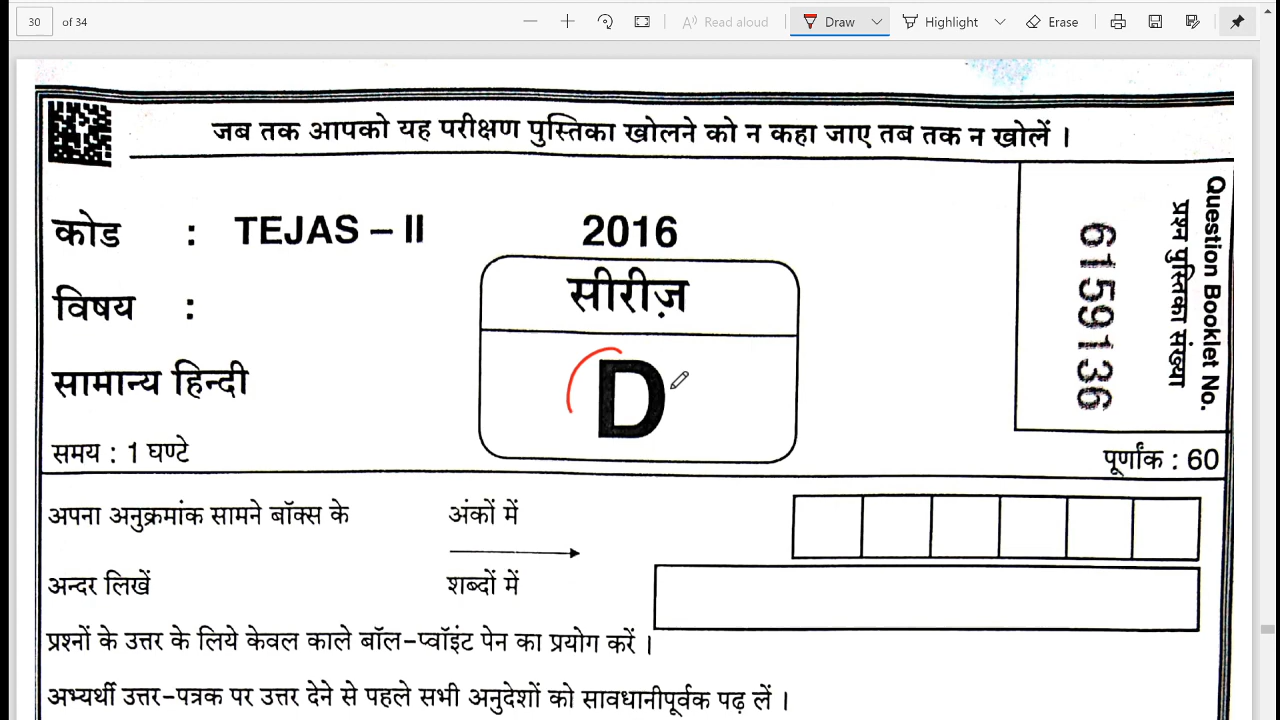 30 of 34 Read aloud Draw Highlight Erase
जब तक आपको यह परीक्षण पुस्तिका खोलने को न कहा जाए तब तक न खोलें ।
कोड : TEJAS – II 2016
विषय :
सीरीज़
सामान्य हिन्दी
D
समय : 1 घण्टे
Question Booklet No.
प्रश्न पुस्तिका संख्या
6159136
पूर्णांक : 60
अपना अनुक्रमांक सामने बॉक्स के अंकों में
अन्दर लिखें शब्दों में
प्रश्नों के उत्तर के लिये केवल काले बॉल-प्वॉइंट पेन का प्रयोग करें ।
अभ्यर्थी उत्तर-पत्रक पर उत्तर देने से पहले सभी अनुदेशों को सावधानीपूर्वक पढ़ लें ।